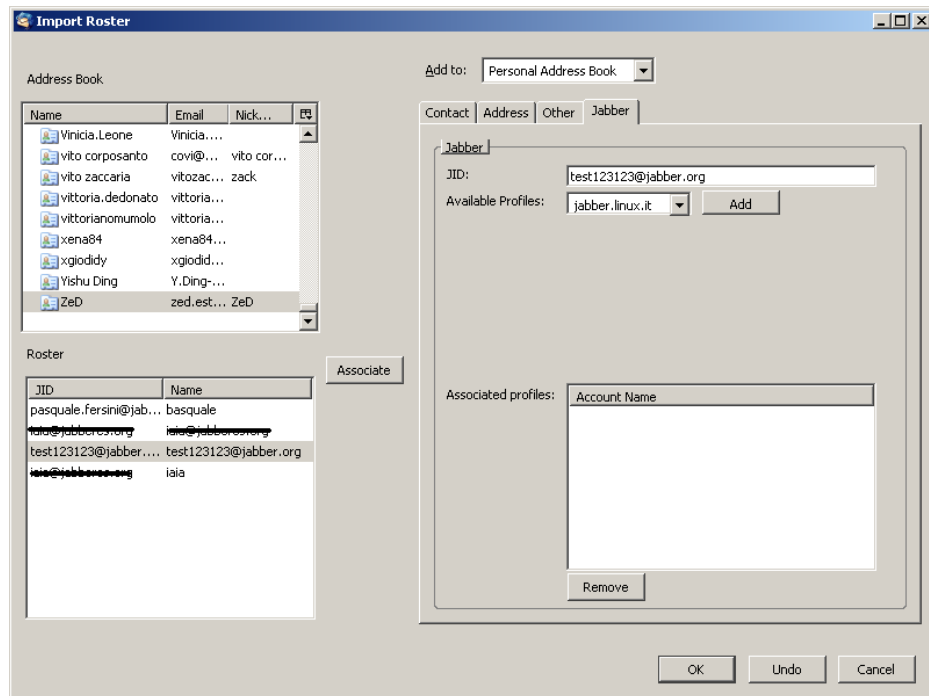 Import Roster
Address Book
Name Email Nick...
Vinicia.Leone Vinicia....
vito corposanto covi@... vito cor...
vito zaccaria vitozac... zack
vittoria.dedonato vittoria...
vittorianomumolo vittoria...
xena84 xena84...
xgiodidy xgiodid...
Yishu Ding Y.Ding-...
ZeD zed.est... ZeD
Roster
JID Name
pasquale.fersini@jab... basquale
test123123@jabber.... test123123@jabber.org
iaia
Associate
Add to: Personal Address Book
Contact Address Other Jabber
Jabber
JID: test123123@jabber.org
Available Profiles: jabber.linux.it Add
Associated profiles: Account Name
Remove
OK Undo Cancel